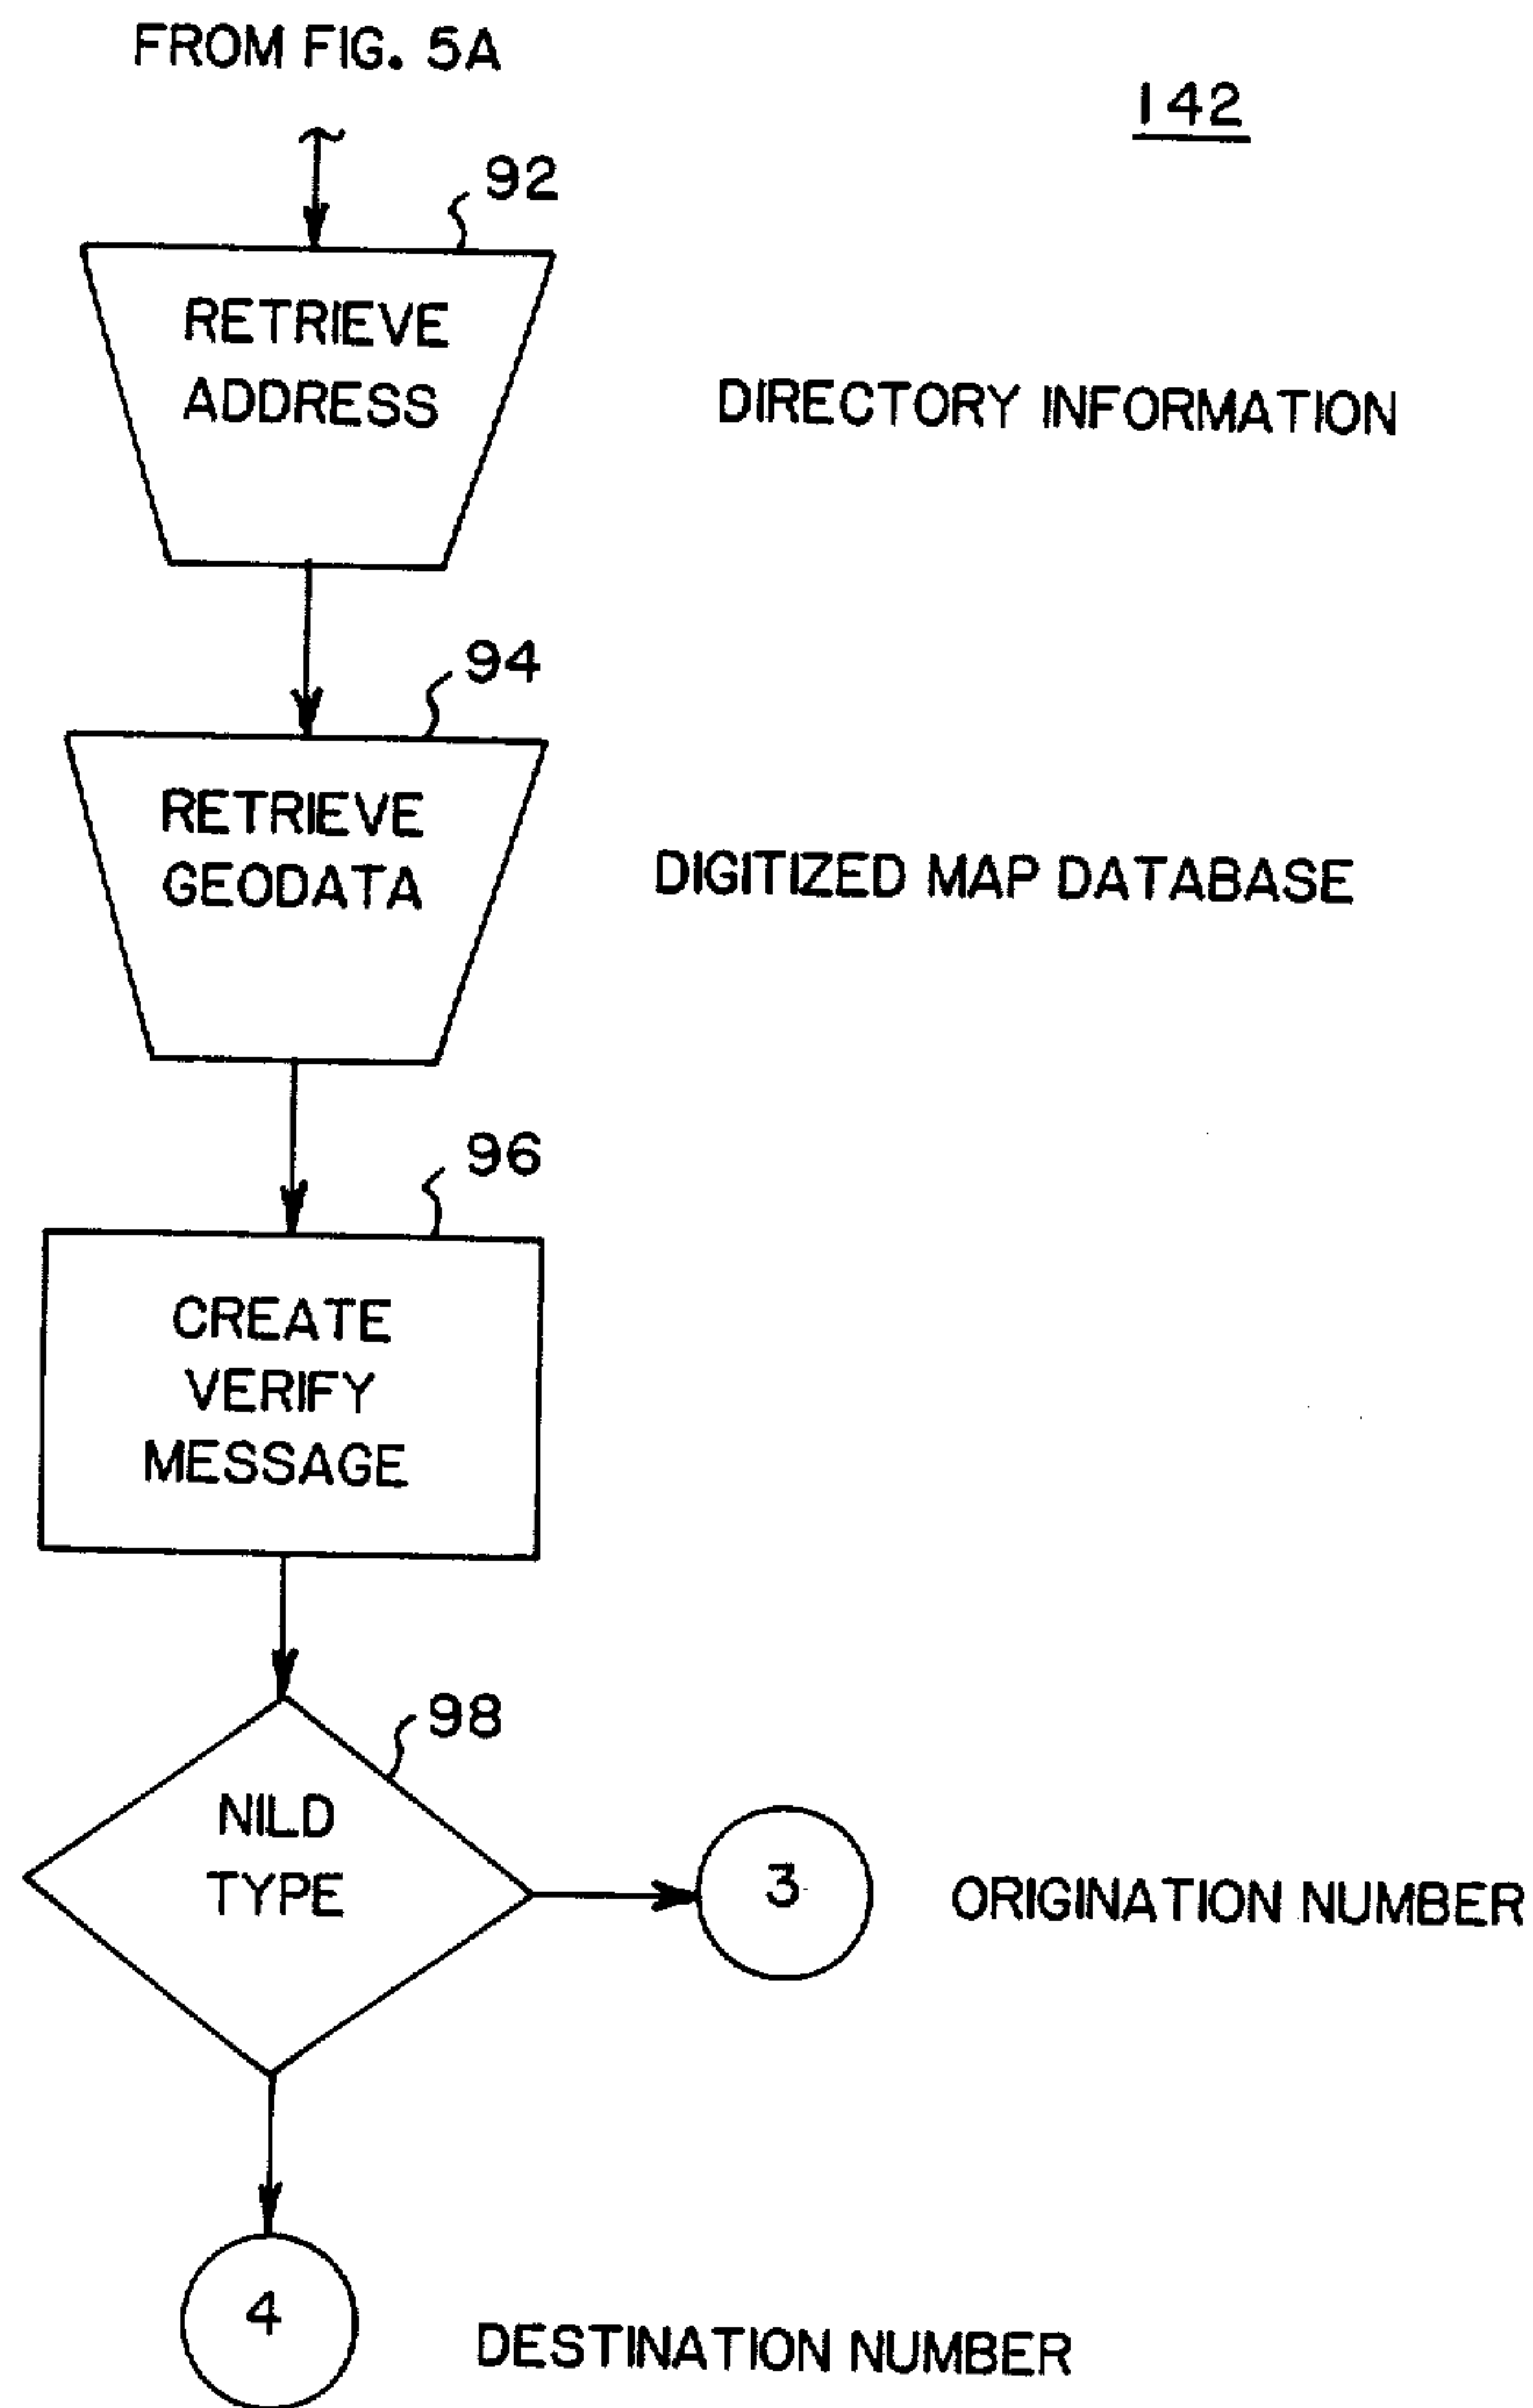 FROM FIG. 5A
142
92
RETRIEVE
ADDRESS
DIRECTORY INFORMATION
94
RETRIEVE
GEODATA
DIGITIZED MAP DATABASE
96
CREATE
VERIFY
MESSAGE
98
NILD
TYPE
3
ORIGINATION NUMBER
4
DESTINATION NUMBER